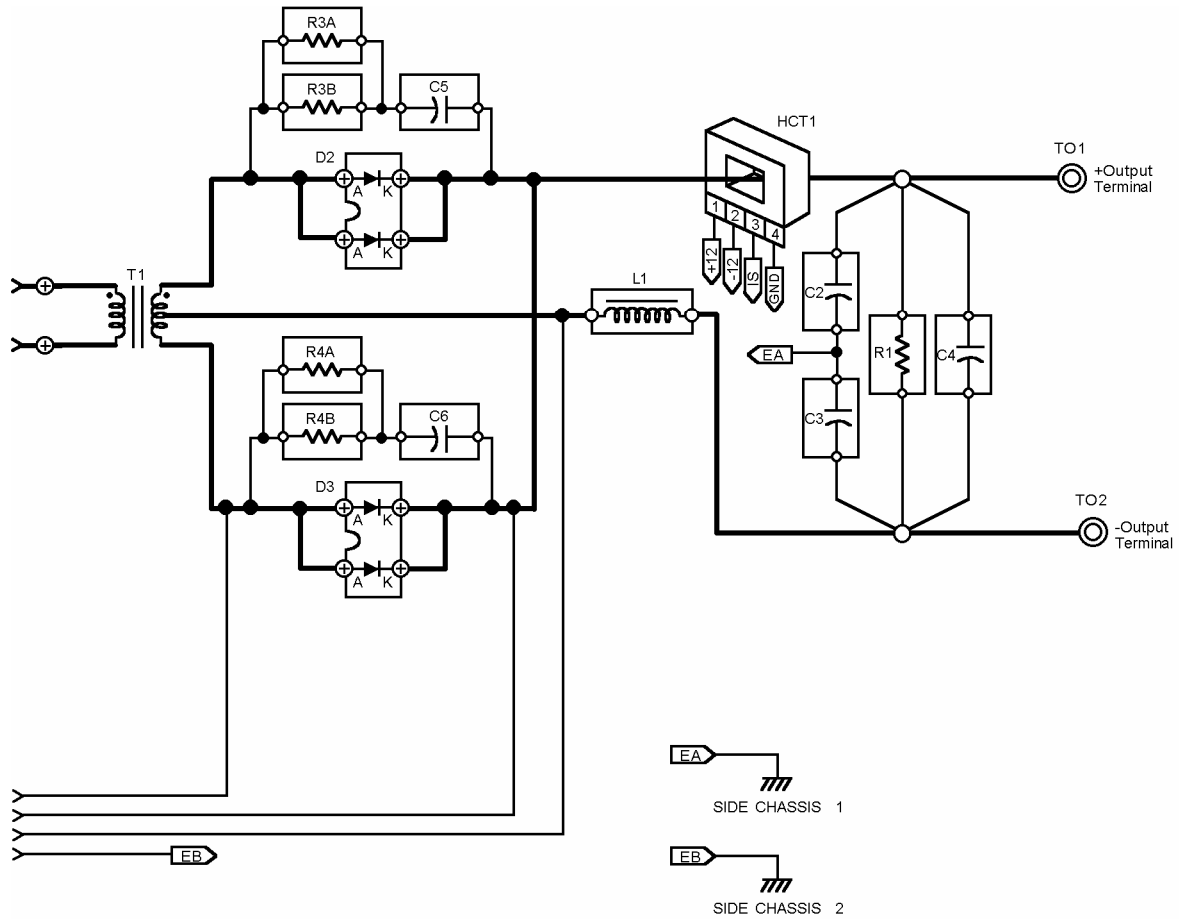 R3A
R3B
C5
D2
A
K
A
K
HCT1
1
2
3
4
+12
-12
IS
GND
TO1
+Output
Terminal
T1
L1
C2
EA
R1
C4
C3
R4A
R4B
C6
D3
A
K
A
K
TO2
-Output
Terminal
EA
SIDE CHASSIS 1
EB
EB
SIDE CHASSIS 2